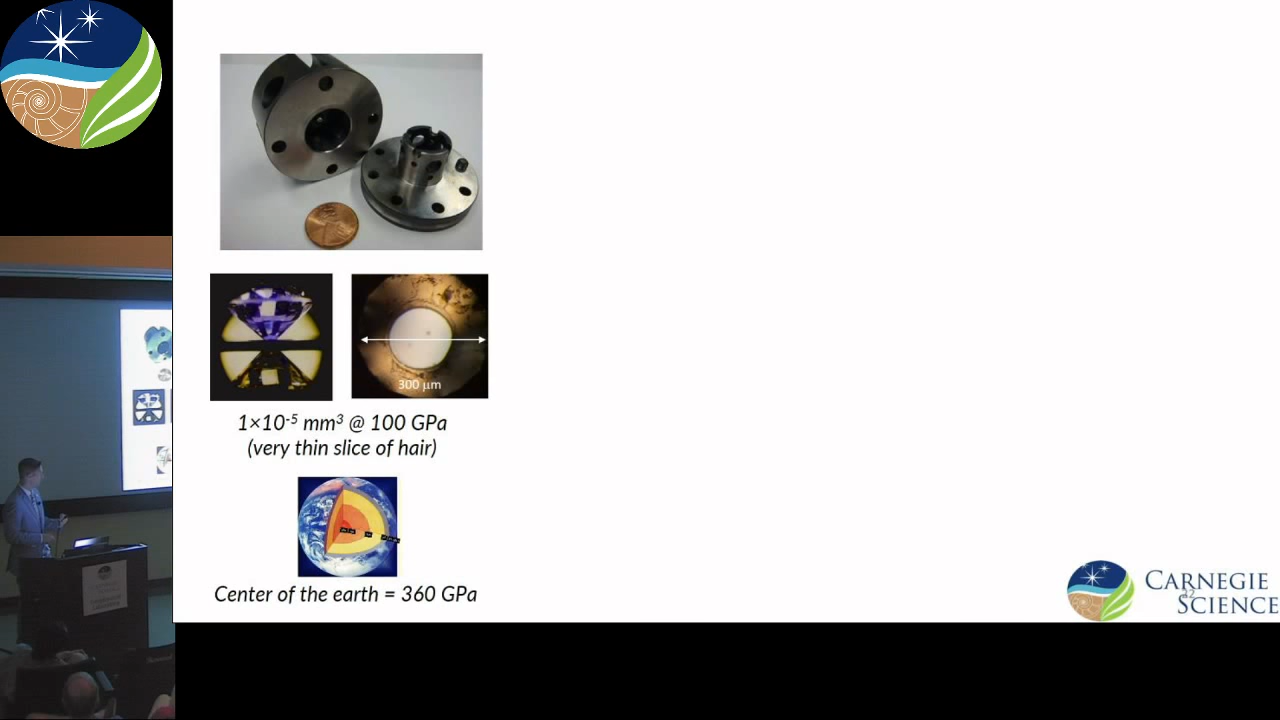 300 μm
1×10⁻⁵ mm³ @ 100 GPa
(very thin slice of hair)
Center of the earth = 360 GPa
CARNEGIE
SCIENCE